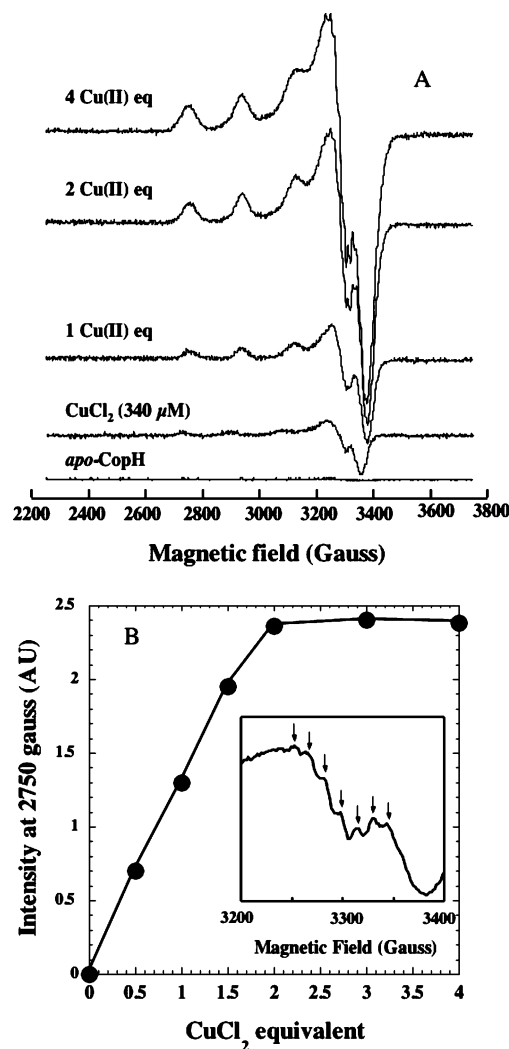 A
4 Cu(II) eq
2 Cu(II) eq
1 Cu(II) eq
CuCl2 (340 µM)
apo-CopH
2200 2400 2600 2800 3000 3200 3400 3600 3800
Magnetic field (Gauss)
B
Intensity at 2750 gauss (AU)
2.5
2
1.5
1
0.5
0
3200 3300 3400
Magnetic Field (Gauss)
0 0.5 1 1.5 2 2.5 3 3.5 4
CuCl2 equivalent